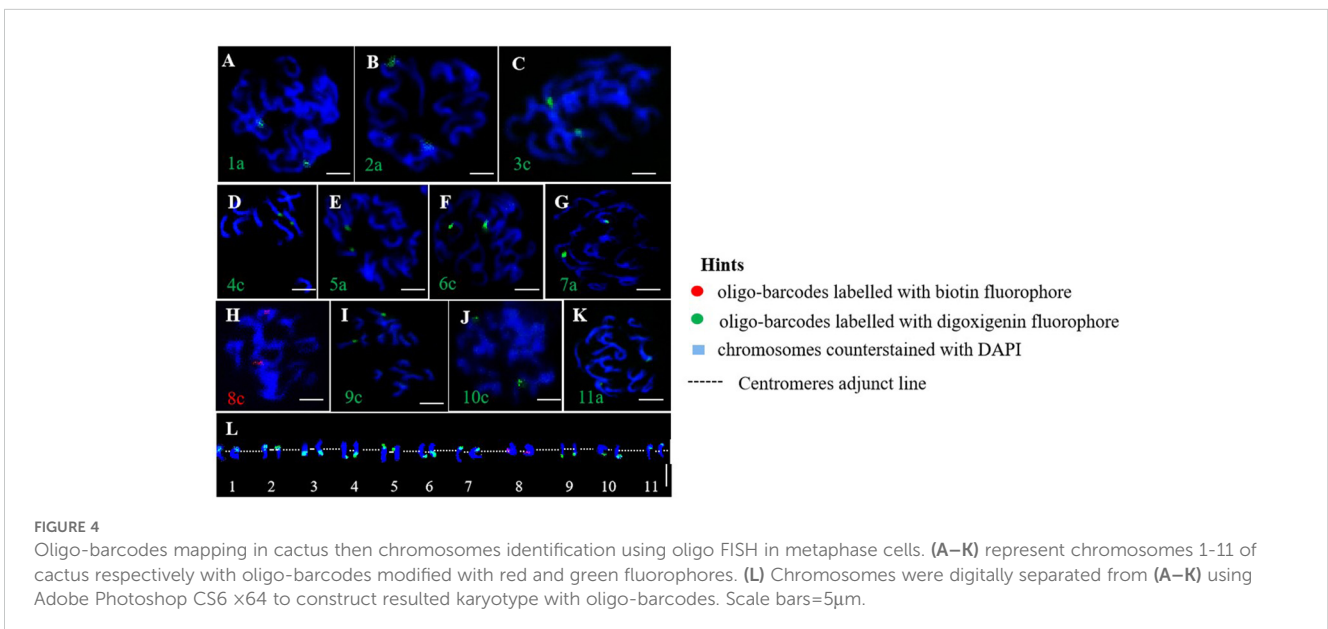 A
B
C
1a
2a
3c
D
E
F
G
4c
5a
6c
7a
H
I
J
K
8c
9c
10c
11a
L
1 2 3 4 5 6 7 8 9 10 11
Hints
oligo-barcodes labelled with biotin fluorophore
oligo-barcodes labelled with digoxigenin fluorophore
chromosomes counterstained with DAPI
------ Centromeres adjunct line
FIGURE 4
Oligo-barcodes mapping in cactus then chromosomes identification using oligo FISH in metaphase cells. (A–K) represent chromosomes 1-11 of
cactus respectively with oligo-barcodes modified with red and green fluorophores. (L) Chromosomes were digitally separated from (A–K) using
Adobe Photoshop CS6 ×64 to construct resulted karyotype with oligo-barcodes. Scale bars=5μm.